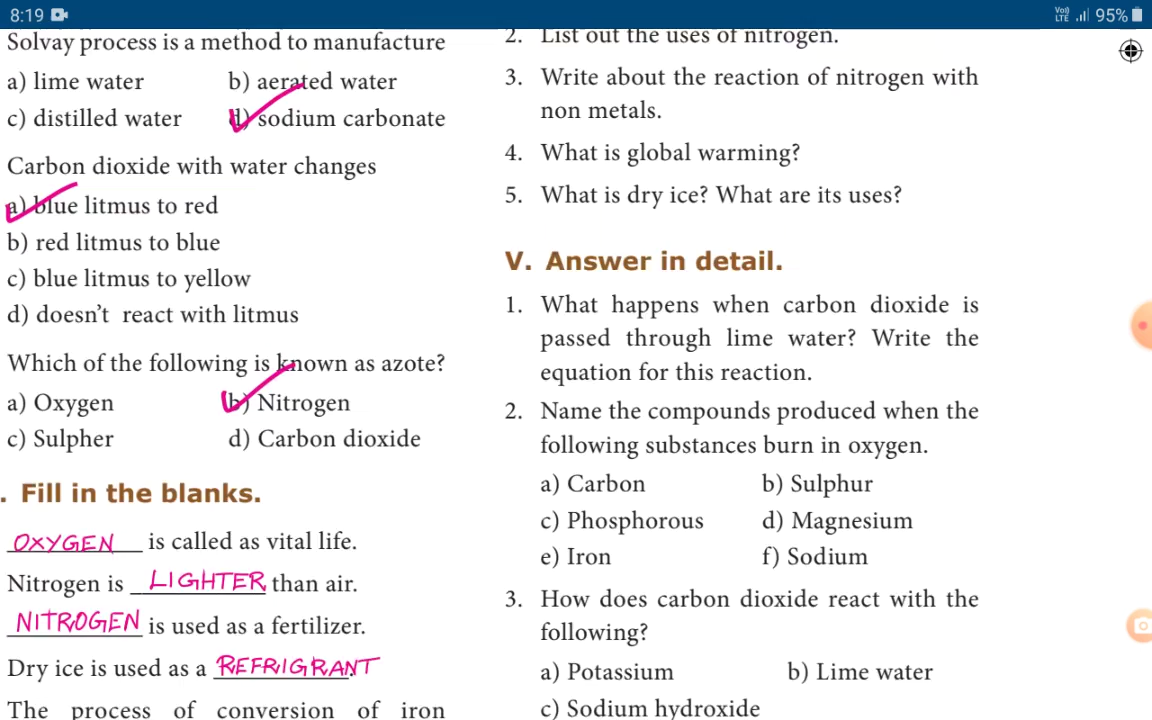 8:19
Vo)) LTE 95%
Solvay process is a method to manufacture
a) lime water b) aerated water
c) distilled water d) sodium carbonate
Carbon dioxide with water changes
a) blue litmus to red
b) red litmus to blue
c) blue litmus to yellow
d) doesn't react with litmus
Which of the following is known as azote?
a) Oxygen b) Nitrogen
c) Sulpher d) Carbon dioxide
. Fill in the blanks.
OXYGEN is called as vital life.
Nitrogen is LIGHTER than air.
NITROGEN is used as a fertilizer.
Dry ice is used as a REFRIGRANT.
The process of conversion of iron
2. List out the uses of nitrogen.
3. Write about the reaction of nitrogen with
non metals.
4. What is global warming?
5. What is dry ice? What are its uses?
V. Answer in detail.
1. What happens when carbon dioxide is
passed through lime water? Write the
equation for this reaction.
2. Name the compounds produced when the
following substances burn in oxygen.
a) Carbon b) Sulphur
c) Phosphorous d) Magnesium
e) Iron f) Sodium
3. How does carbon dioxide react with the
following?
a) Potassium b) Lime water
c) Sodium hydroxide